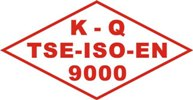 K - Q
TSE-ISO-EN
9000